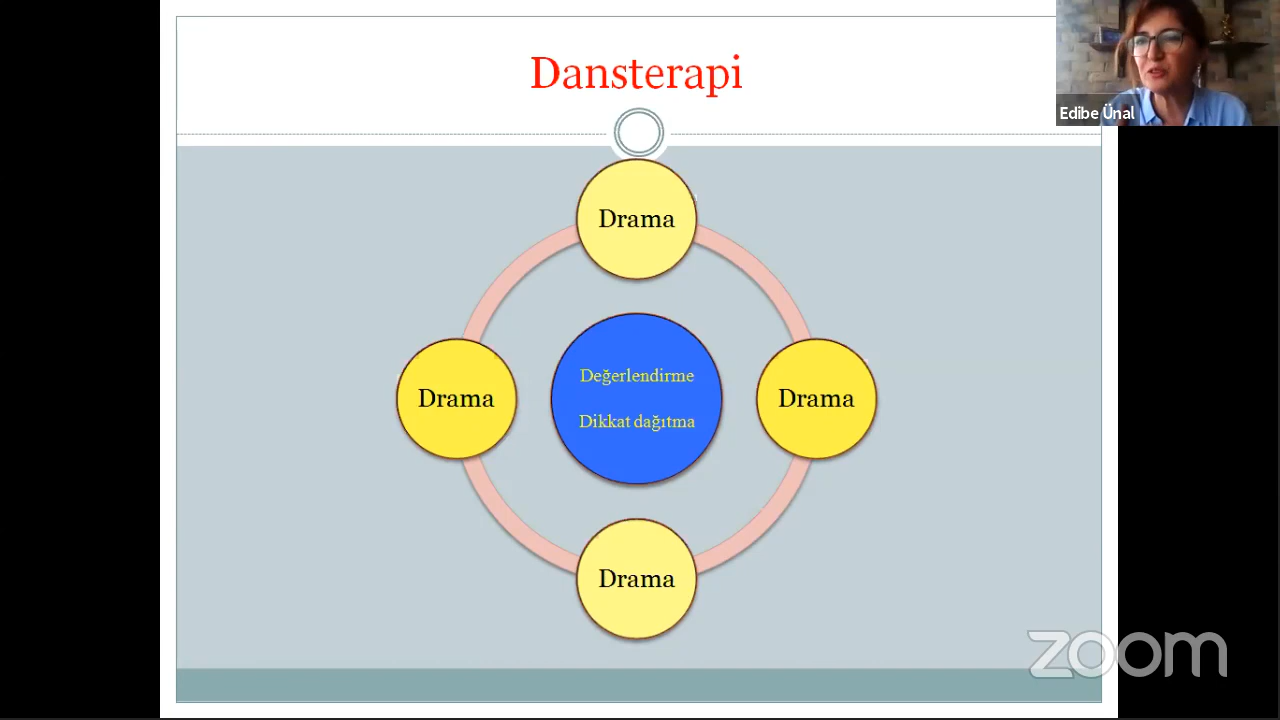 Dansterapi
Edibe Ünal
Drama
Drama
Değerlendirme
Dikkat dağıtma
Drama
Drama
zoom